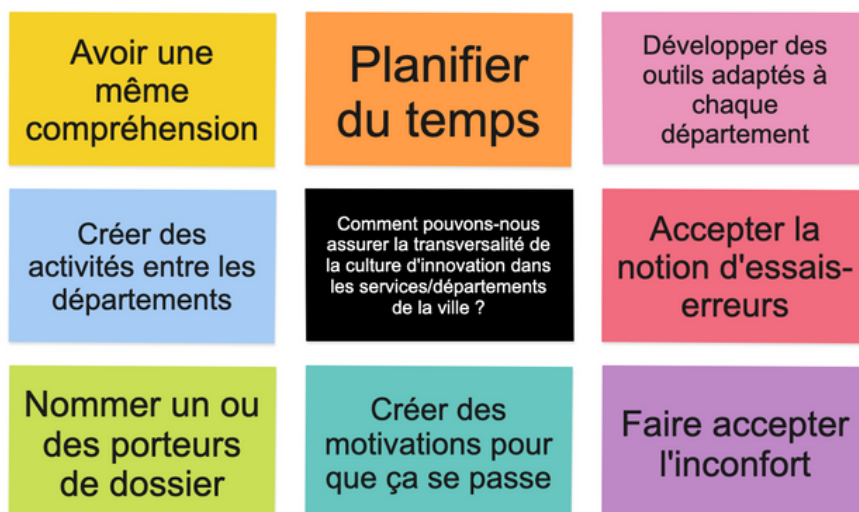 Avoir une
même
compréhension
Planifier
du temps
Développer des
outils adaptés à
chaque
département
Créer des
activités entre les
départements
Comment pouvons-nous
assurer la transversalité de
la culture d'innovation dans
les services/départements
de la ville ?
Accepter la
notion d'essais-
erreurs
Nommer un ou
des porteurs
de dossier
Créer des
motivations pour
que ça se passe
Faire accepter
l'inconfort